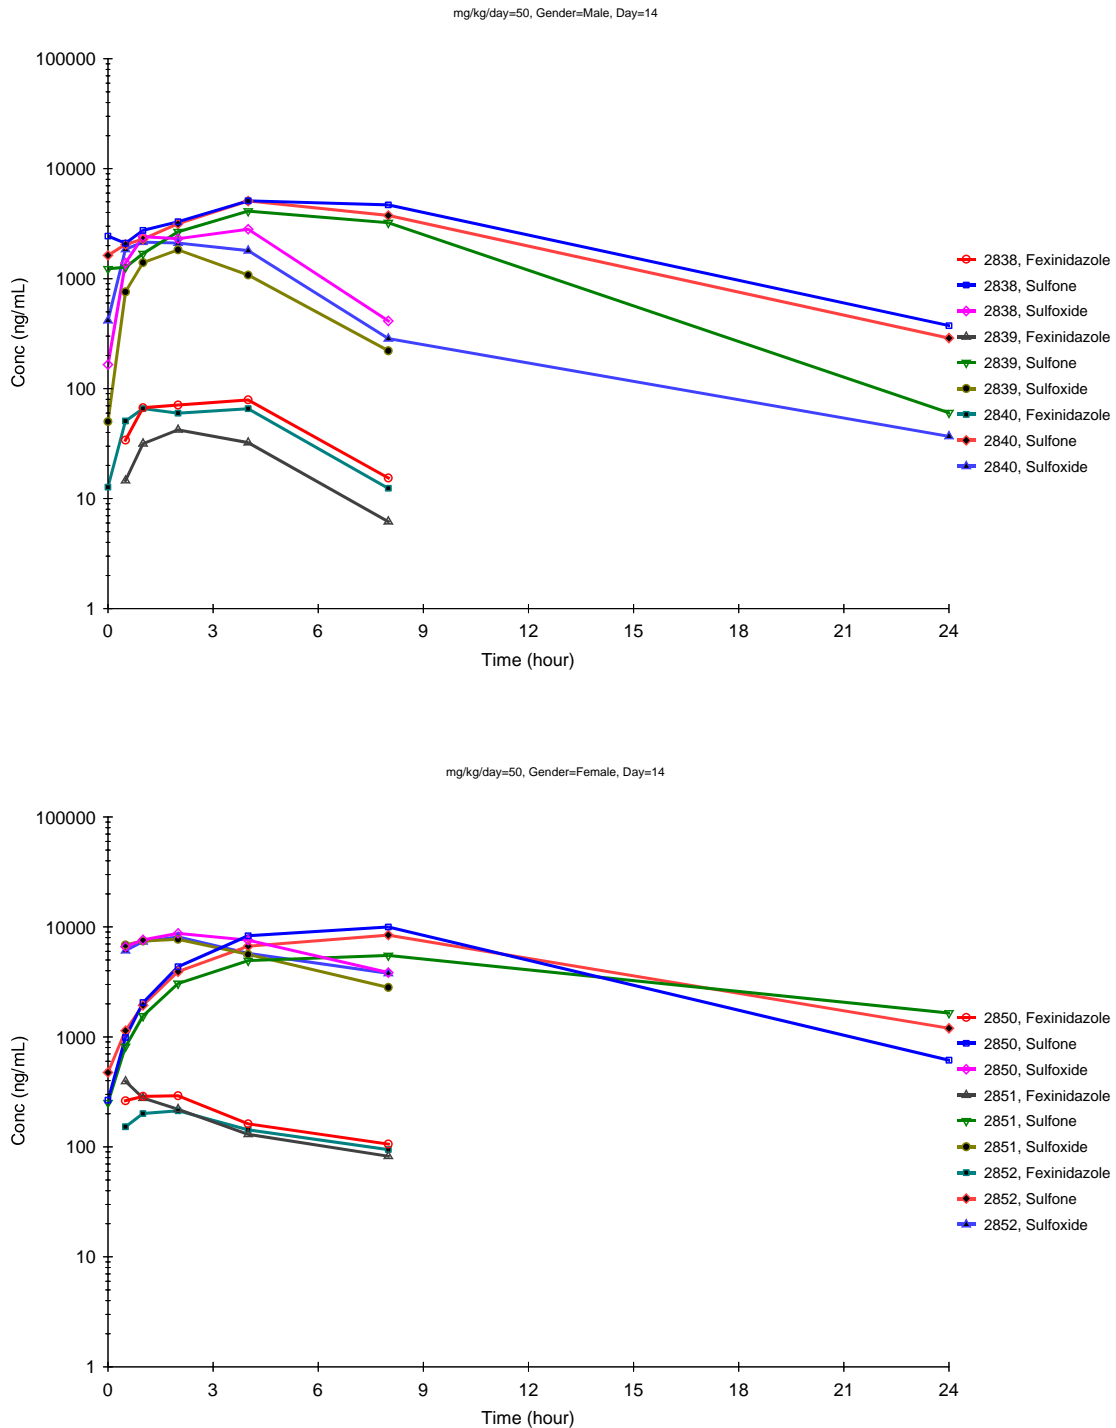 mg/kg/day=50, Gender=Male, Day=14
100000
10000
1000
100
10
1
Conc (ng/mL)
0 3 6 9 12 15 18 21 24
Time (hour)
2838, Fexinidazole
2838, Sulfone
2838, Sulfoxide
2839, Fexinidazole
2839, Sulfone
2839, Sulfoxide
2840, Fexinidazole
2840, Sulfone
2840, Sulfoxide
mg/kg/day=50, Gender=Female, Day=14
100000
10000
1000
100
10
1
Conc (ng/mL)
0 3 6 9 12 15 18 21 24
Time (hour)
2850, Fexinidazole
2850, Sulfone
2850, Sulfoxide
2851, Fexinidazole
2851, Sulfone
2851, Sulfoxide
2852, Fexinidazole
2852, Sulfone
2852, Sulfoxide